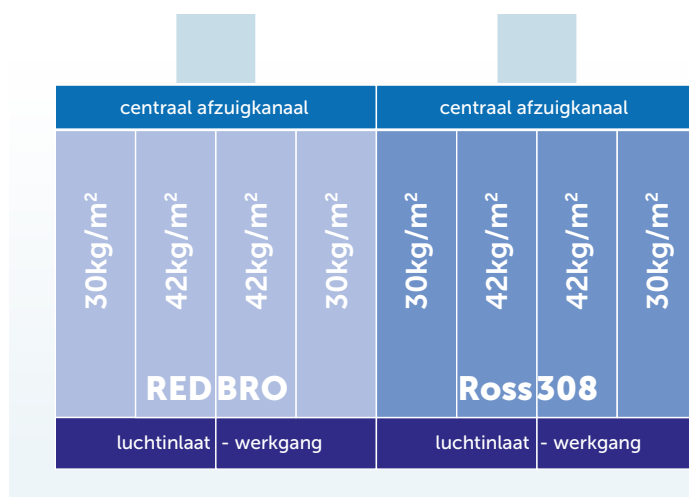 centraal afzuigkanaal
centraal afzuigkanaal
30kg/m²
42kg/m²
42kg/m²
30kg/m²
30kg/m²
42kg/m²
42kg/m²
30kg/m²
RED BRO
Ross 308
luchtinlaat - werkgang
luchtinlaat - werkgang